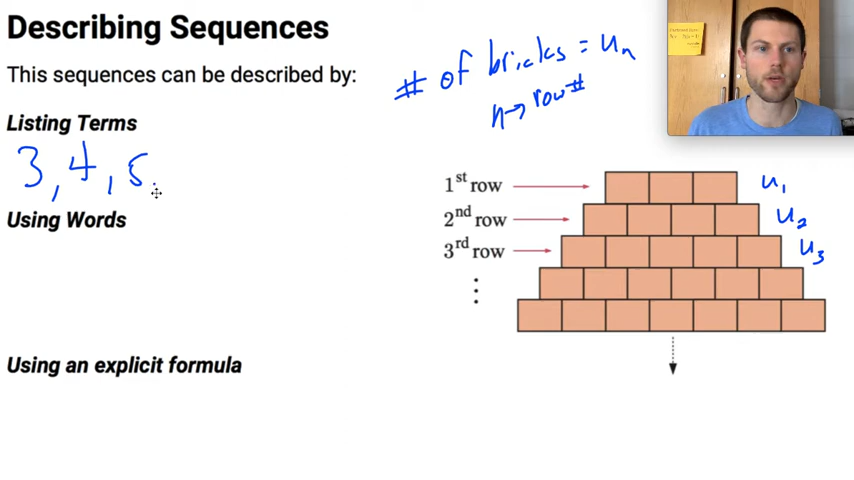 Describing Sequences
This sequences can be described by:
# of bricks = uₙ
n → row #
Listing Terms
3, 4, 5
Using Words
Using an explicit formula
1st row
u₁
2nd row
u₂
3rd row
u₃
⋮